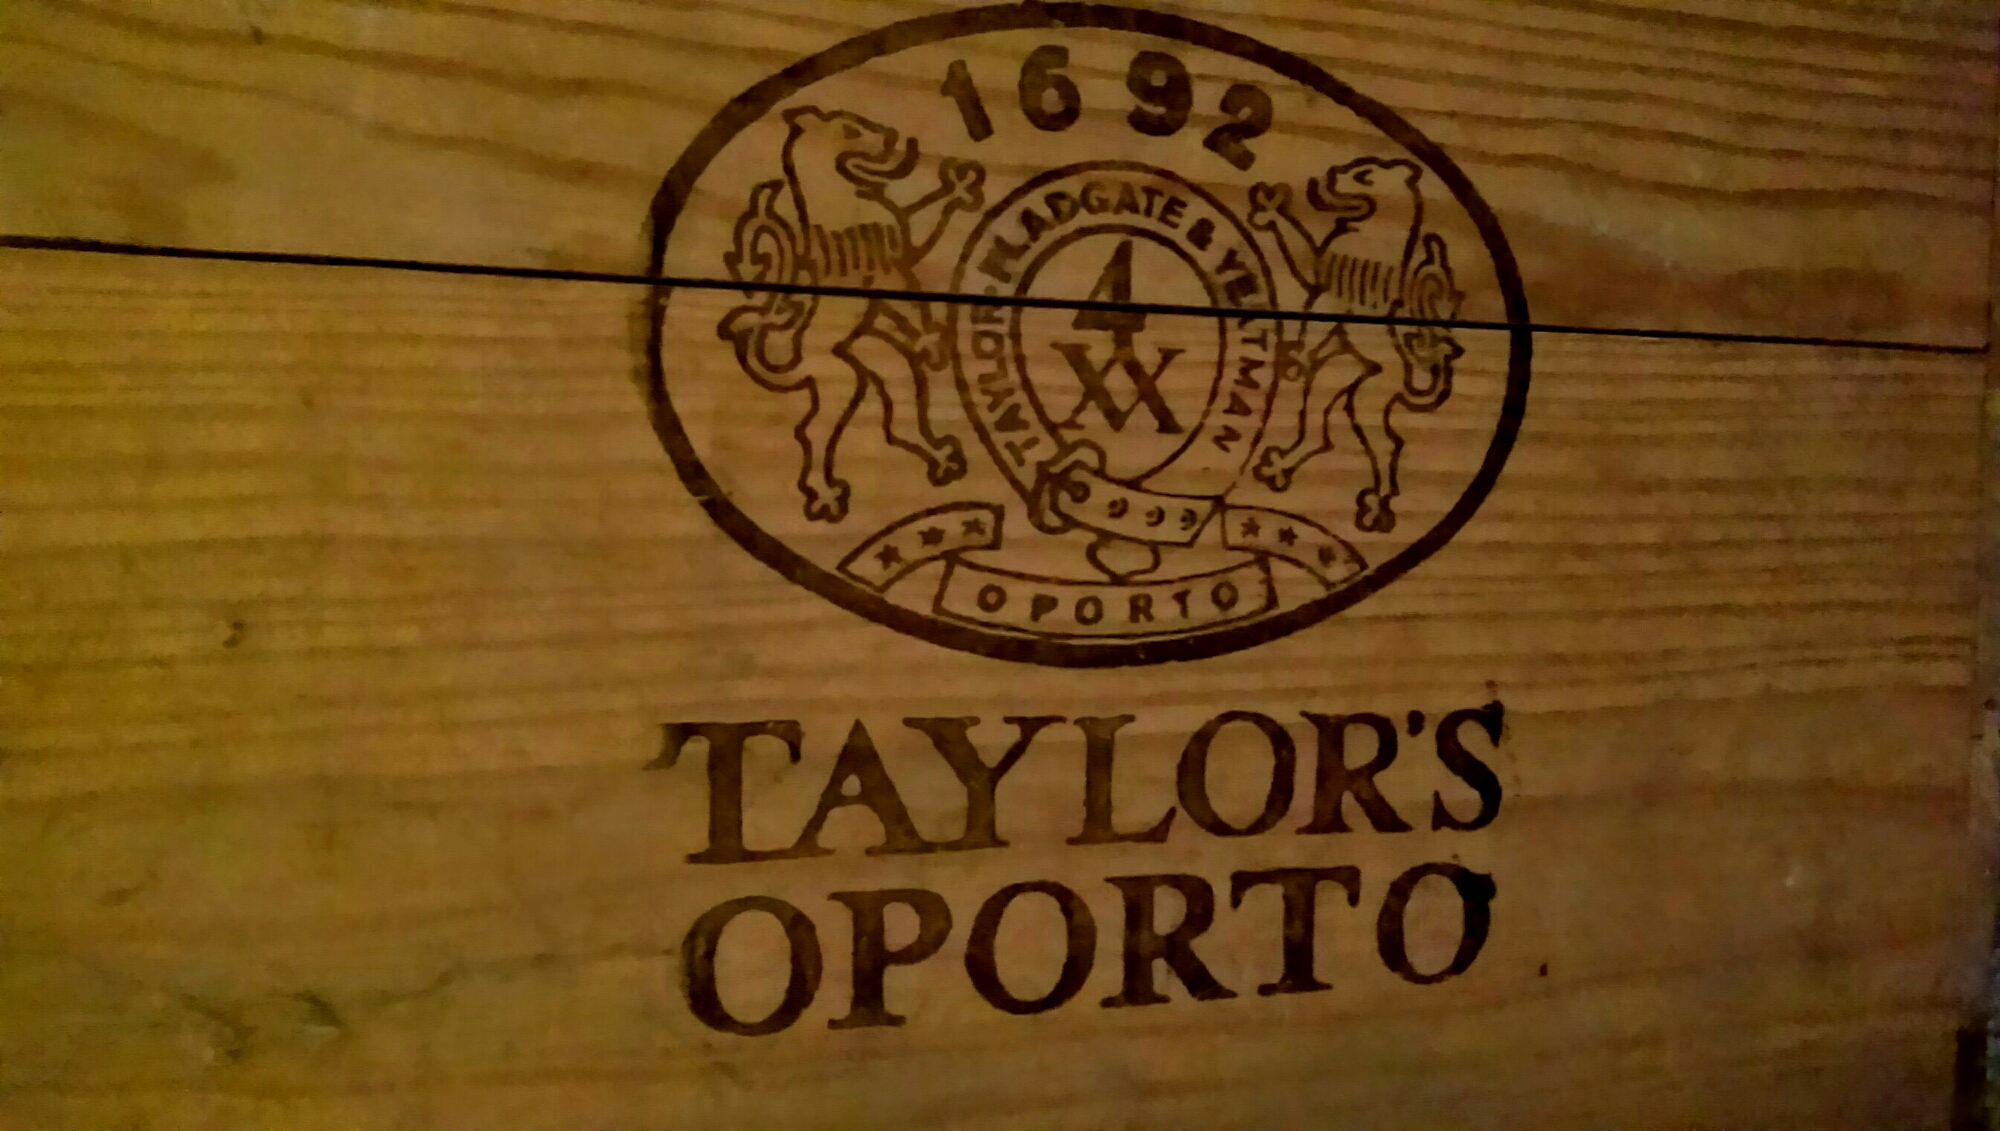 1692
TAYLOR · FLADGATE & YEATMAN
4
XX
OPORTO
TAYLOR'S
OPORTO